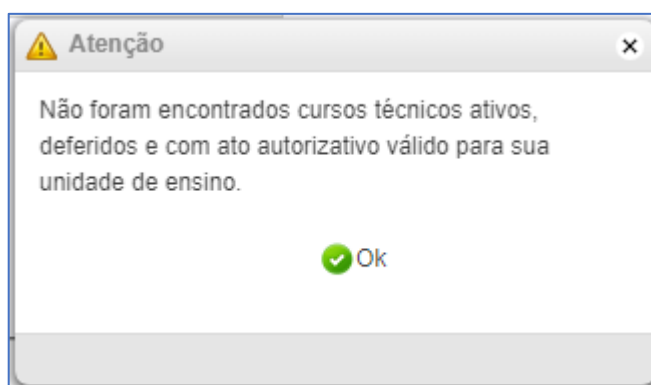 Atenção
Não foram encontrados cursos técnicos ativos,
deferidos e com ato autorizativo válido para sua
unidade de ensino.
Ok